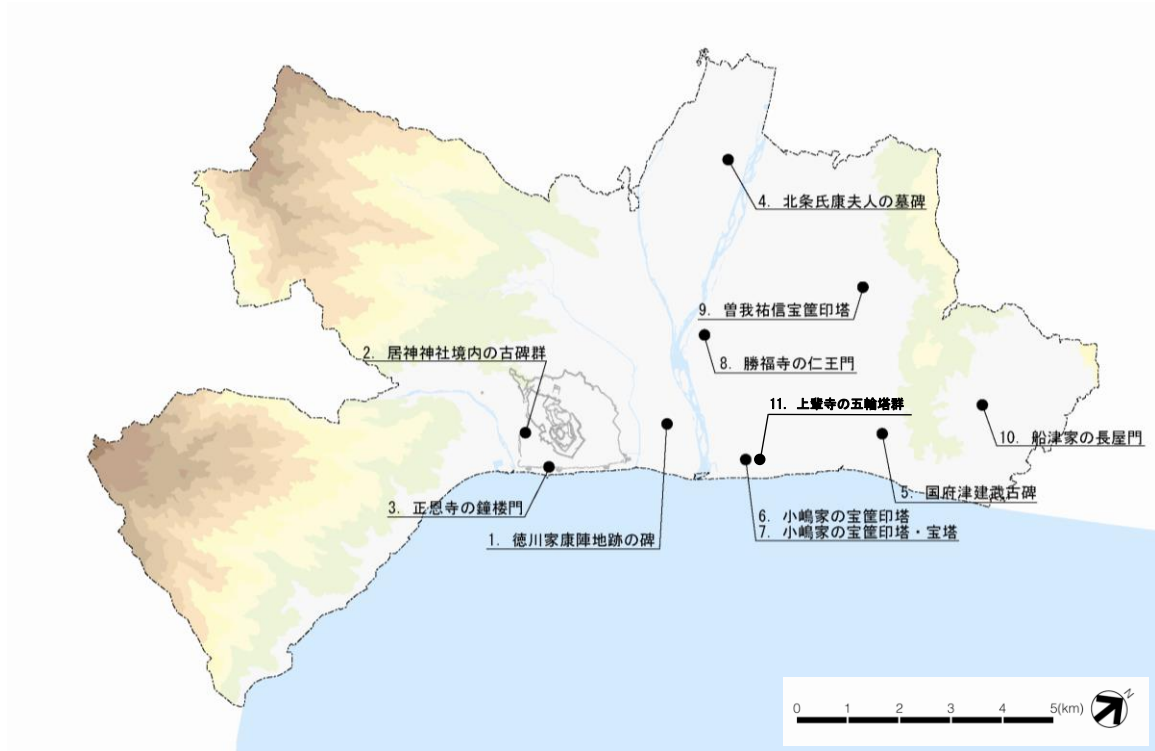 4. 北条氏康夫人の墓碑
9. 曽我祐信宝篋印塔
2. 居神神社境内の古碑群
8. 勝福寺の仁王門
11. 上輩寺の五輪塔群
10. 船津家の長屋門
3. 正恩寺の鐘楼門
5. 国府津建武古碑
6. 小嶋家の宝篋印塔
1. 徳川家康陣地跡の碑
7. 小嶋家の宝篋印塔・宝塔
N
0 1 2 3 4 5(km)